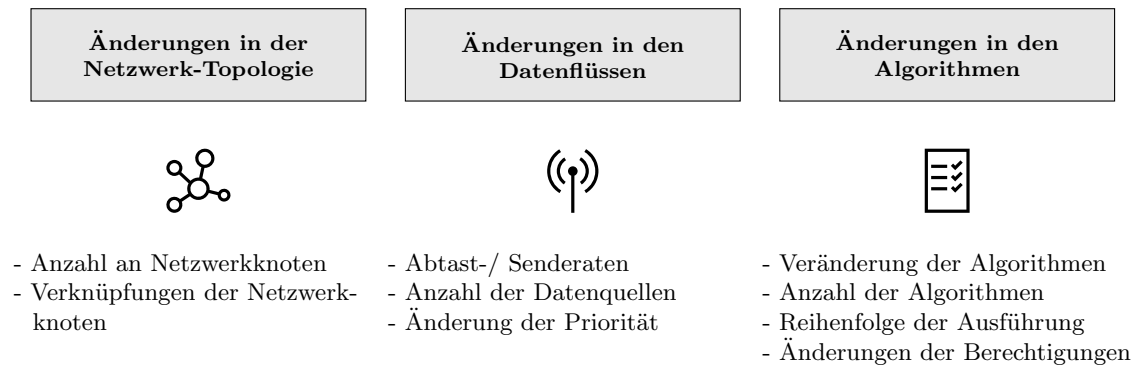 Änderungen in der
Netzwerk-Topologie
Änderungen in den
Datenflüssen
Änderungen in den
Algorithmen
- Anzahl an Netzwerkknoten
- Verknüpfungen der Netzwerk-
knoten
- Abtast-/ Senderaten
- Anzahl der Datenquellen
- Änderung der Priorität
- Veränderung der Algorithmen
- Anzahl der Algorithmen
- Reihenfolge der Ausführung
- Änderungen der Berechtigungen